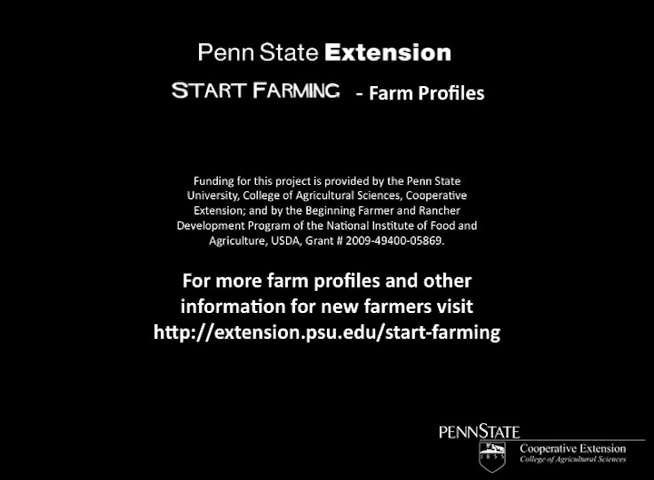 Penn State Extension
START FARMING - Farm Profiles
Funding for this project is provided by the Penn State
University, College of Agricultural Sciences, Cooperative
Extension; and by the Beginning Farmer and Rancher
Development Program of the National Institute of Food and
Agriculture, USDA, Grant # 2009-49400-05869.
For more farm profiles and other
information for new farmers visit
http://extension.psu.edu/start-farming
PENNSTATE
1855
Cooperative Extension
College of Agricultural Sciences